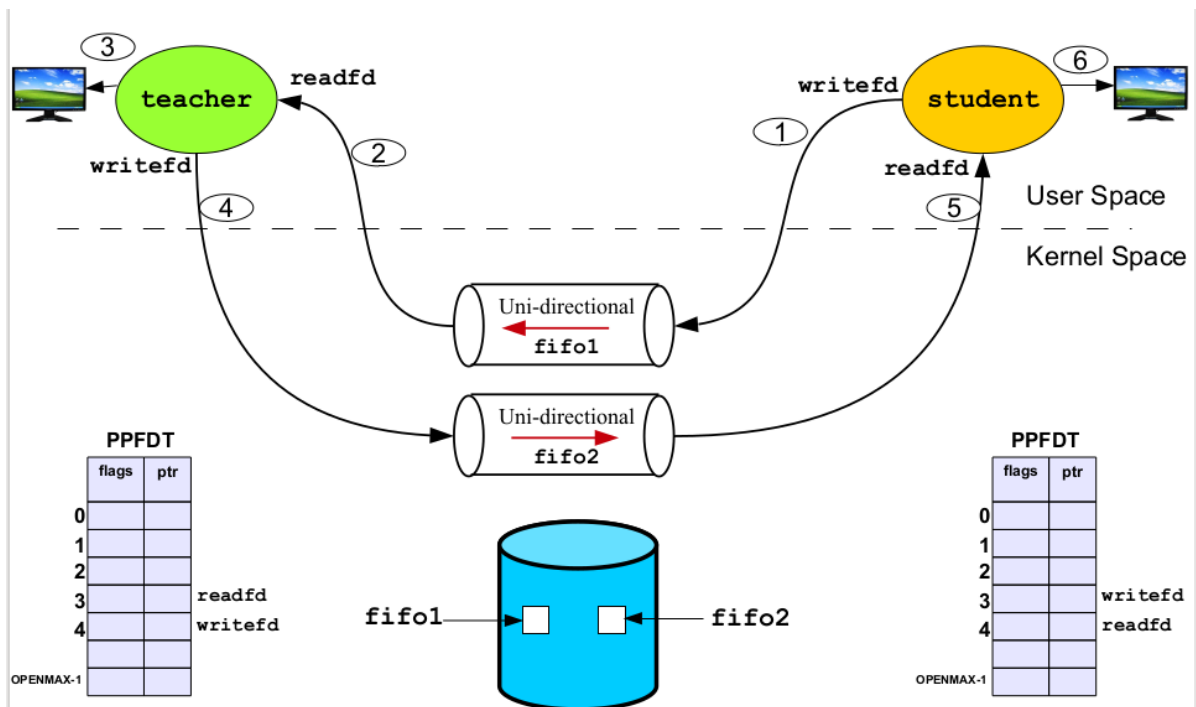 3
6
readfd
writefd
teacher
student
1
2
writefd
readfd
4
5
User Space
Kernel Space
Uni-directional
fifo1
Uni-directional
fifo2
PPFDT
flags ptr
0
1
2
3 readfd
4 writefd
OPENMAX-1
fifo1
fifo2
PPFDT
flags ptr
0
1
2
3 writefd
4 readfd
OPENMAX-1